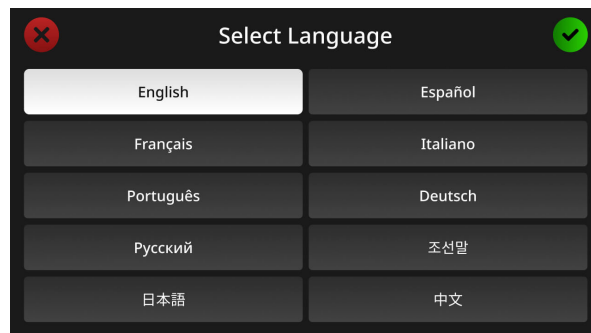 Select Language
English
Español
Français
Italiano
Português
Deutsch
Русский
조선말
日本語
中文